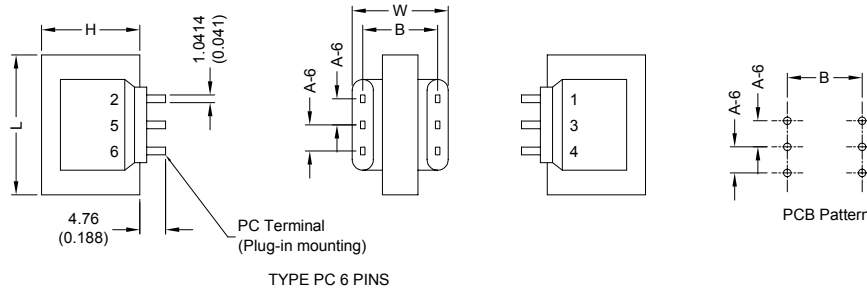 H
1.0414
(0.041)
L
2
5
6
4.76
(0.188)
PC Terminal
(Plug-in mounting)
W
B
A-6
A-6
1
3
4
B
A-6
A-6
PCB Pattern
TYPE PC 6 PINS